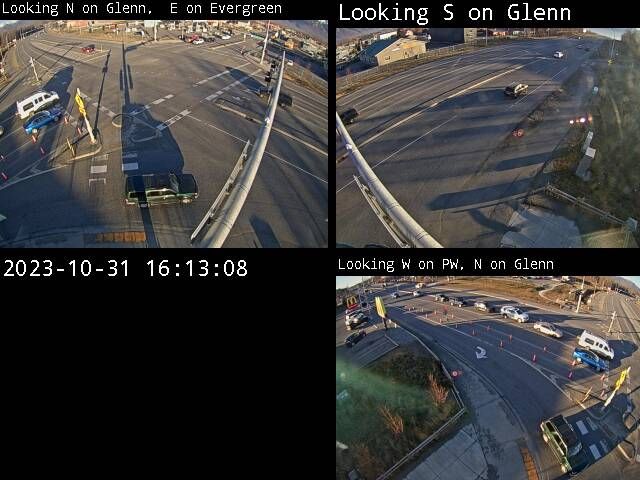 Looking N on Glenn, E on Evergreen
Looking S on Glenn
2023-10-31 16:13:08
Looking W on PW, N on Glenn